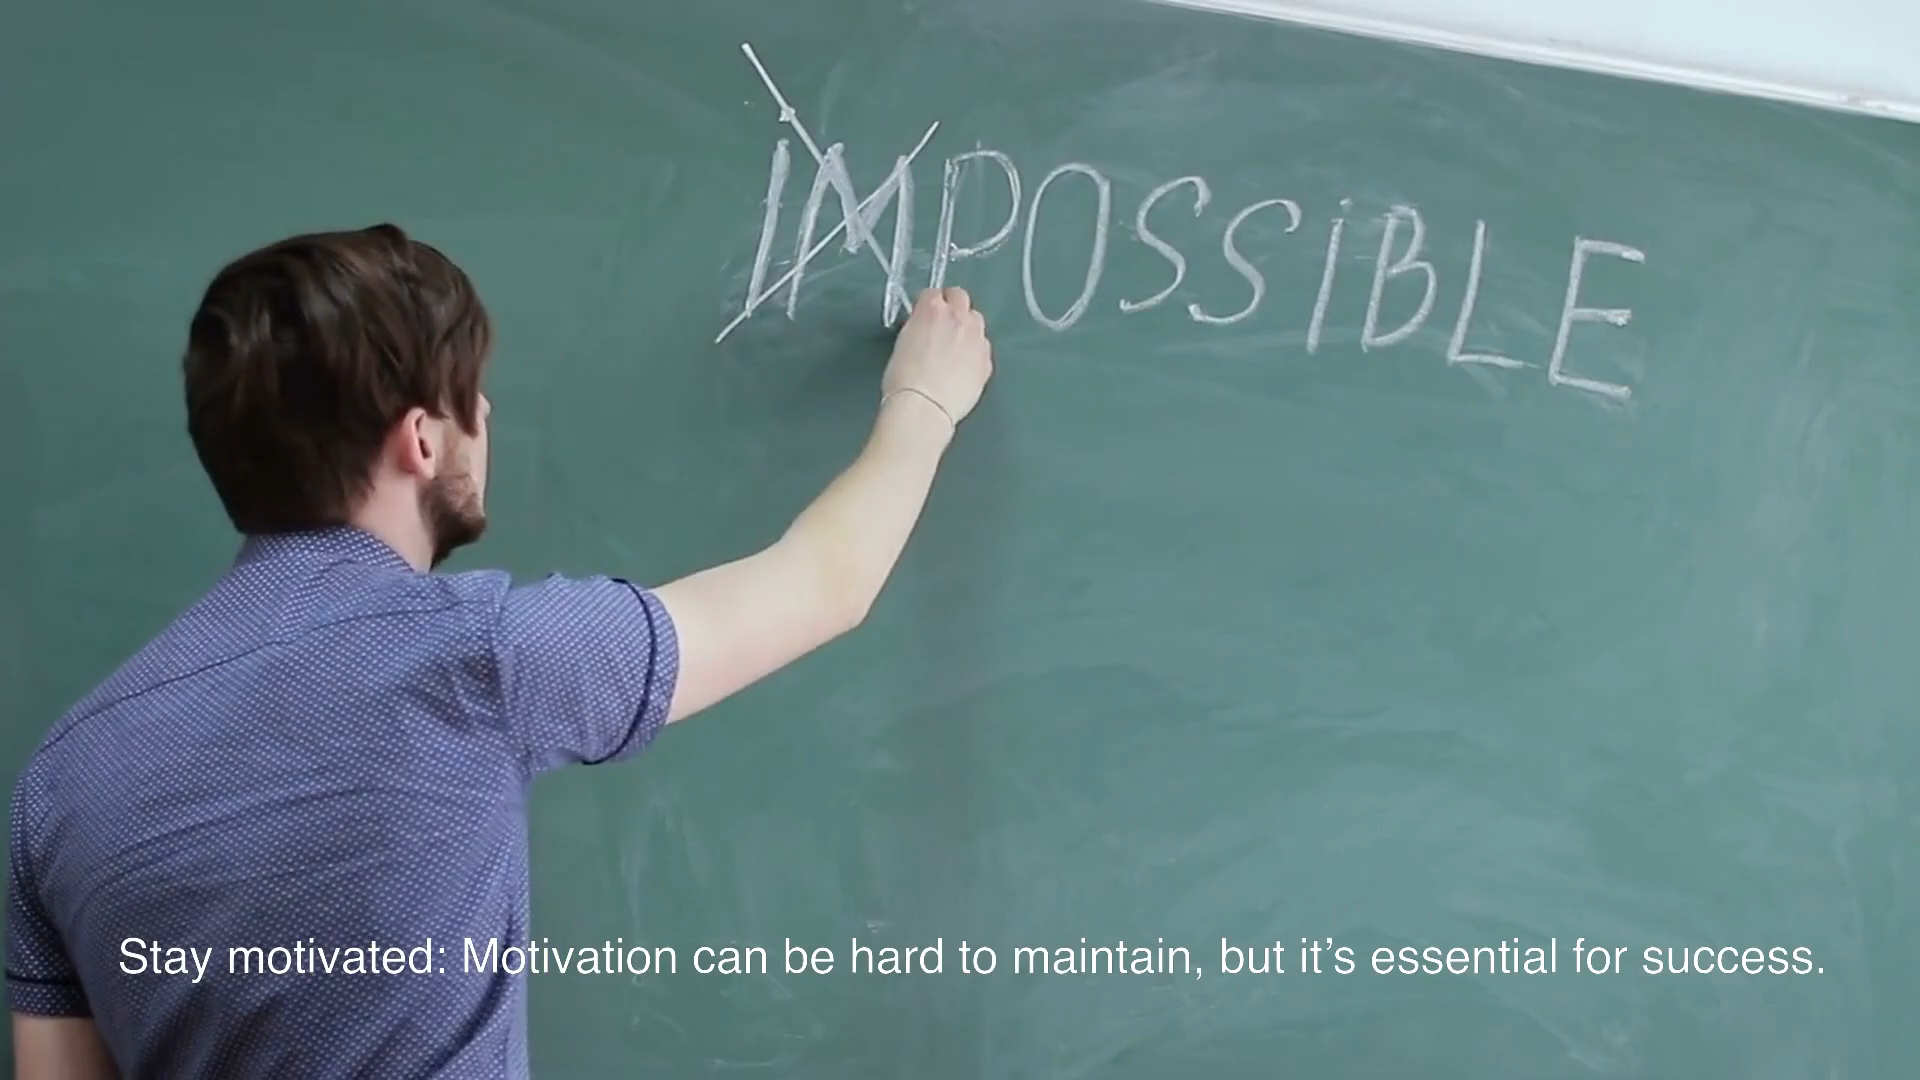 IMPOSSIBLE
Stay motivated: Motivation can be hard to maintain, but it’s essential for success.